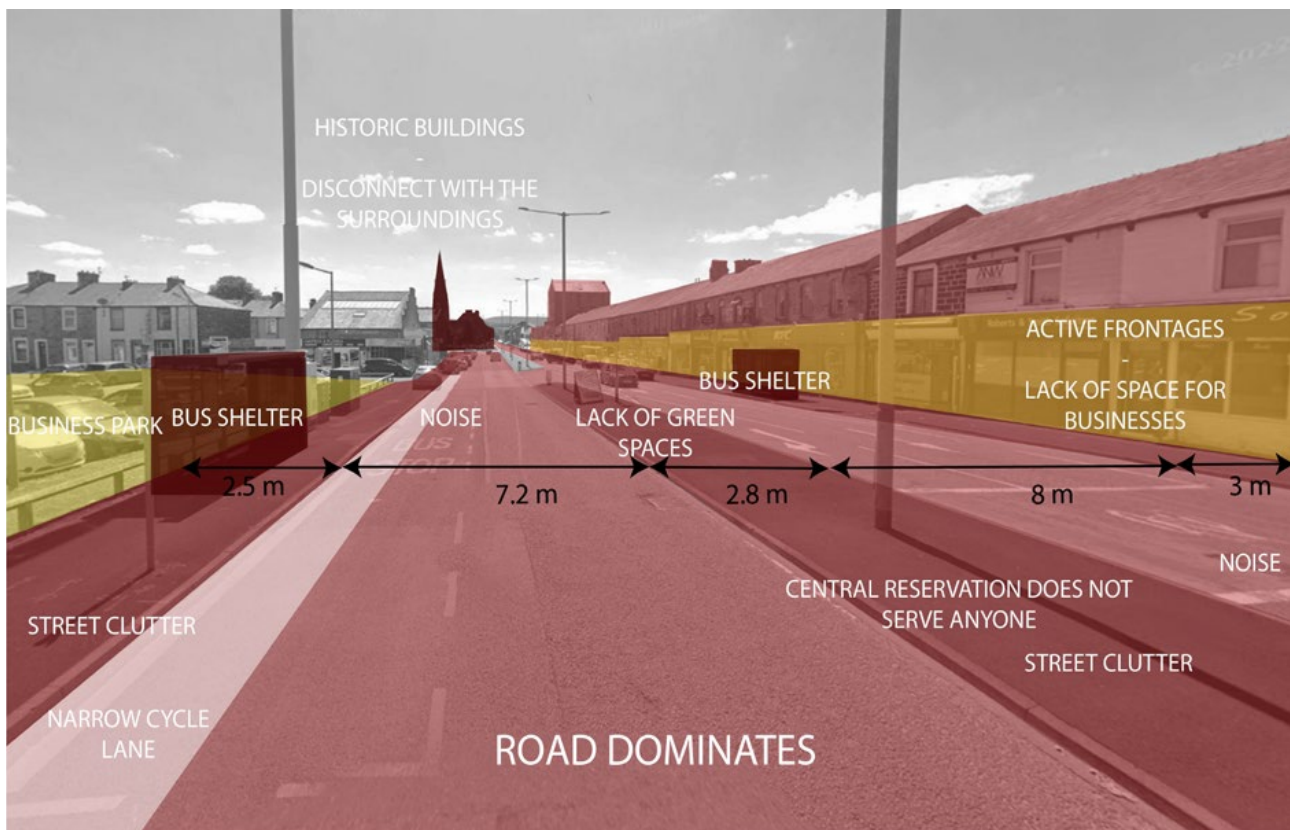 HISTORIC BUILDINGS
DISCONNECT WITH THE
SURROUNDINGS
ACTIVE FRONTAGES
-
LACK OF SPACE FOR
BUSINESSES
BUS SHELTER
BUSINESS PARK
BUS SHELTER
NOISE
LACK OF GREEN
SPACES
BUS
STOP
2.5 m
7.2 m
2.8 m
8 m
3 m
NOISE
CENTRAL RESERVATION DOES NOT
SERVE ANYONE
STREET CLUTTER
STREET CLUTTER
NARROW CYCLE
LANE
ROAD DOMINATES